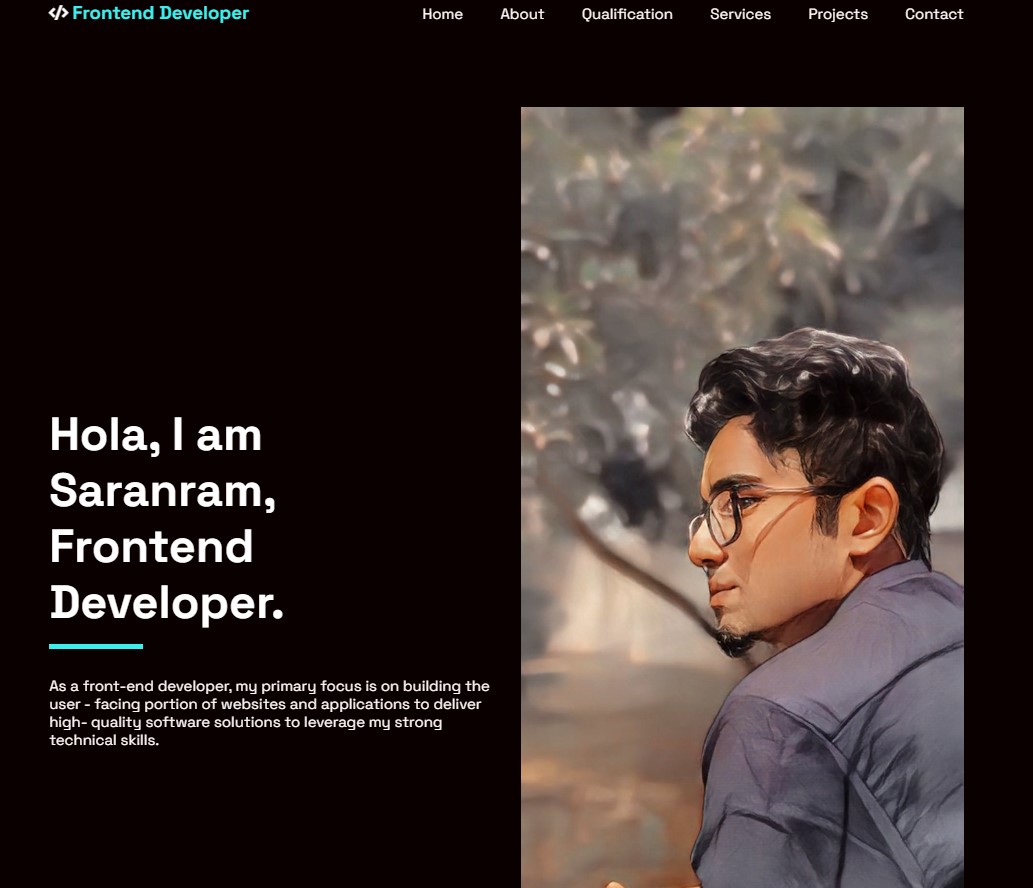 </> Frontend Developer
Home About Qualification Services Projects Contact
Hola, I am
Saranram,
Frontend
Developer.
As a front-end developer, my primary focus is on building the
user - facing portion of websites and applications to deliver
high- quality software solutions to leverage my strong
technical skills.